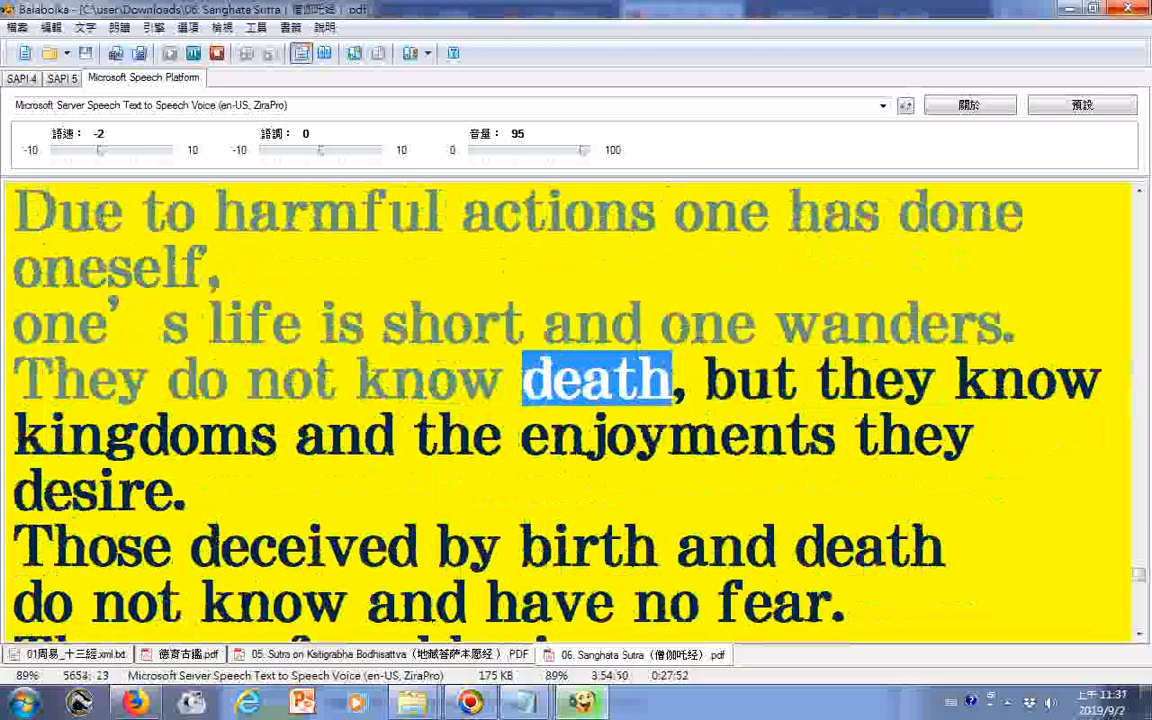 Balabolka - [C:\user\Downloads\06. Sanghata Sutra（僧伽吒经）.pdf]
檔案 編輯 文字 朗讀 引擎 選項 檢視 工具 書籤 說明
SAPI 4 SAPI 5 Microsoft Speech Platform
Microsoft Server Speech Text to Speech Voice (en-US, ZiraPro) 關於 預設
語速： -2 語調： 0 音量： 95
-10 10 -10 10 0 100
Due to harmful actions one has done
oneself,
one’s life is short and one wanders.
They do not know death, but they know
kingdoms and the enjoyments they
desire.
Those deceived by birth and death
do not know and have no fear.
01周易_十三經.xml.txt 德育古鑑.pdf 05. Sutra on Ksitigrabha Bodhisattva（地藏菩萨本愿经）.PDF 06. Sanghata Sutra（僧伽吒经）.pdf
89% Microsoft Server Speech Text to Speech Voice (en-US, ZiraPro) 175 KB 89% 3:54:50 0:27:52
上午 11:31
2019/9/2